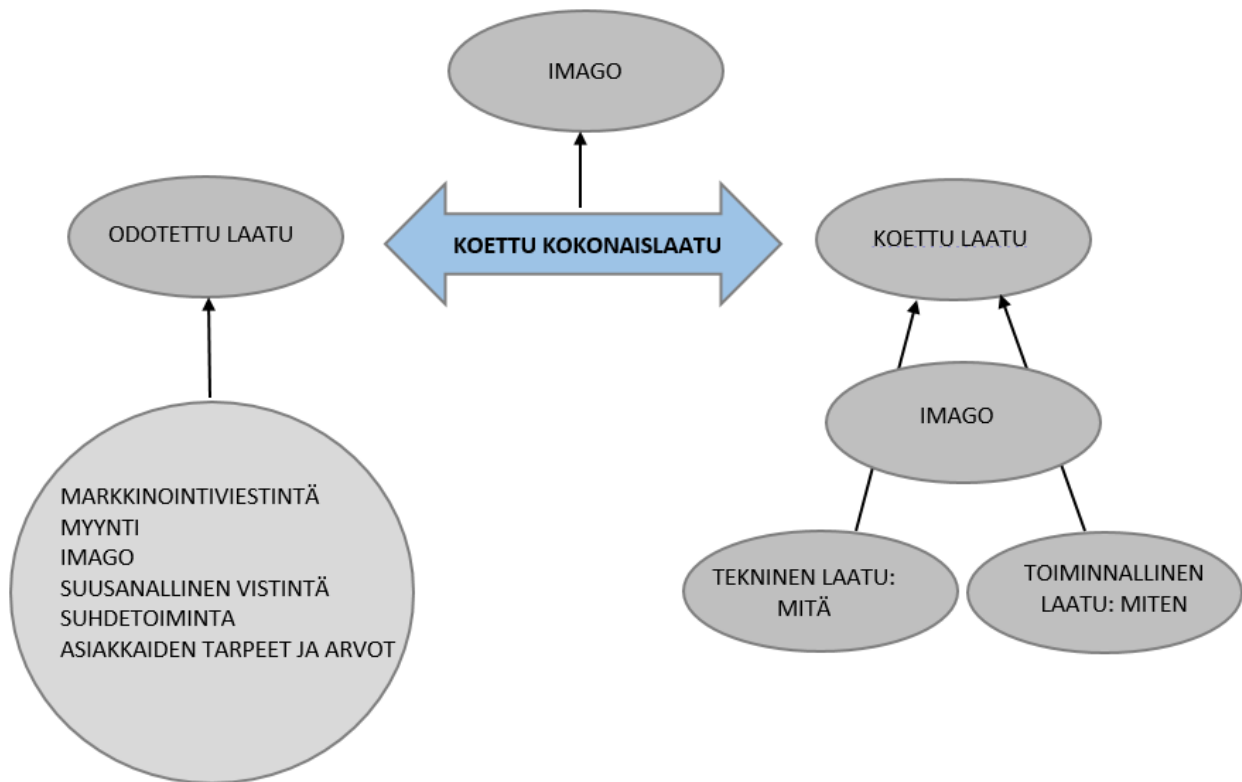 IMAGO
ODOTETTU LAATU
KOETTU KOKONAISLAATU
KOETTU LAATU
MARKKINOINTIVIESTINTÄ
MYYNTI
IMAGO
SUUSANALLINEN VISTINTÄ
SUHDETOIMINTA
ASIAKKAIDEN TARPEET JA ARVOT
IMAGO
TEKNINEN LAATU:
MITÄ
TOIMINNALLINEN
LAATU: MITEN